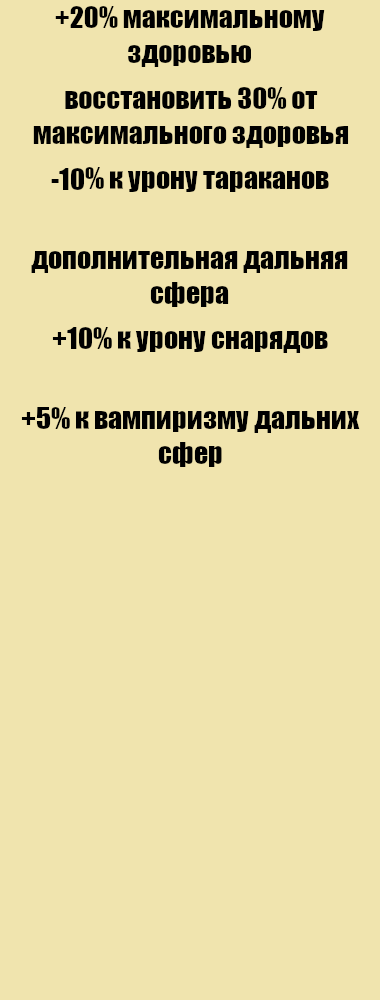 +20% максимальному
здоровью
восстановить 30% от
максимального здоровья
-10% к урону тараканов
дополнительная дальняя
сфера
+10% к урону снарядов
+5% к вампиризму дальних
сфер